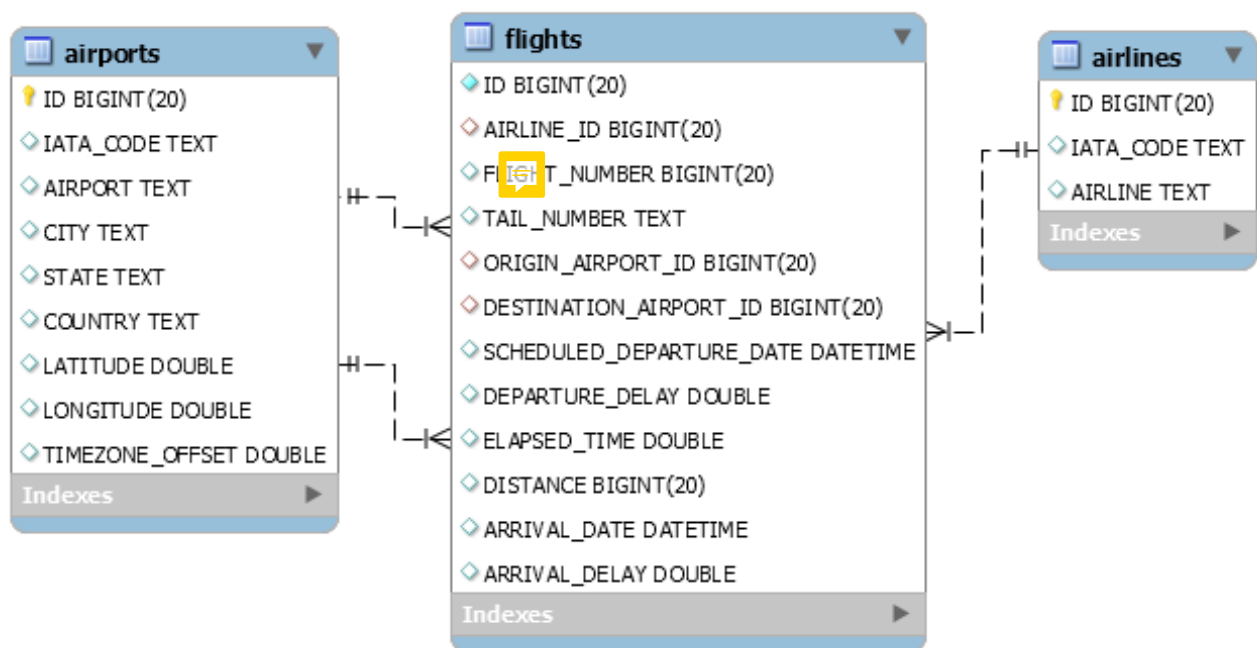 airports
ID BIGINT(20)
IATA_CODE TEXT
AIRPORT TEXT
CITY TEXT
STATE TEXT
COUNTRY TEXT
LATITUDE DOUBLE
LONGITUDE DOUBLE
TIMEZONE_OFFSET DOUBLE
Indexes
flights
ID BIGINT(20)
AIRLINE_ID BIGINT(20)
FLIGHT_NUMBER BIGINT(20)
TAIL_NUMBER TEXT
ORIGIN_AIRPORT_ID BIGINT(20)
DESTINATION_AIRPORT_ID BIGINT(20)
SCHEDULED_DEPARTURE_DATE DATETIME
DEPARTURE_DELAY DOUBLE
ELAPSED_TIME DOUBLE
DISTANCE BIGINT(20)
ARRIVAL_DATE DATETIME
ARRIVAL_DELAY DOUBLE
Indexes
airlines
ID BIGINT(20)
IATA_CODE TEXT
AIRLINE TEXT
Indexes